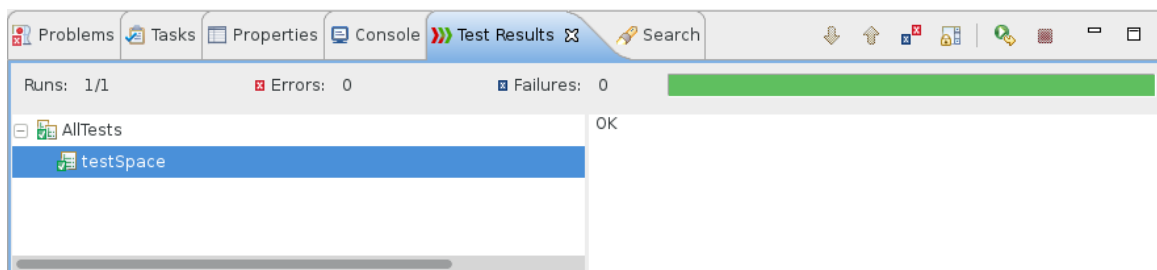 Problems Tasks Properties Console Test Results Search
Runs: 1/1 Errors: 0 Failures: 0
AllTests OK
testSpace